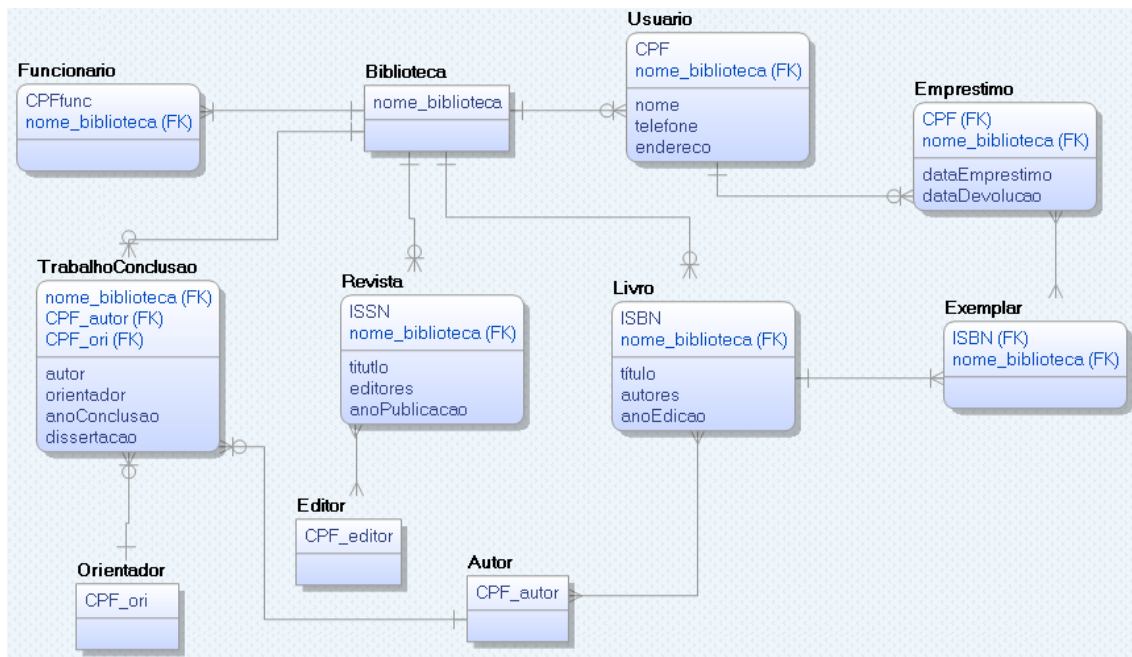 Funcionario
CPFfunc
nome_biblioteca (FK)
Biblioteca
nome_biblioteca
Usuario
CPF
nome_biblioteca (FK)
nome
telefone
endereco
Emprestimo
CPF (FK)
nome_biblioteca (FK)
dataEmprestimo
dataDevolucao
TrabalhoConclusao
nome_biblioteca (FK)
CPF_autor (FK)
CPF_ori (FK)
autor
orientador
anoConclusao
dissertacao
Revista
ISSN
nome_biblioteca (FK)
titutlo
editores
anoPublicacao
Livro
ISBN
nome_biblioteca (FK)
título
autores
anoEdicao
Exemplar
ISBN (FK)
nome_biblioteca (FK)
Editor
CPF_editor
Autor
CPF_autor
Orientador
CPF_ori